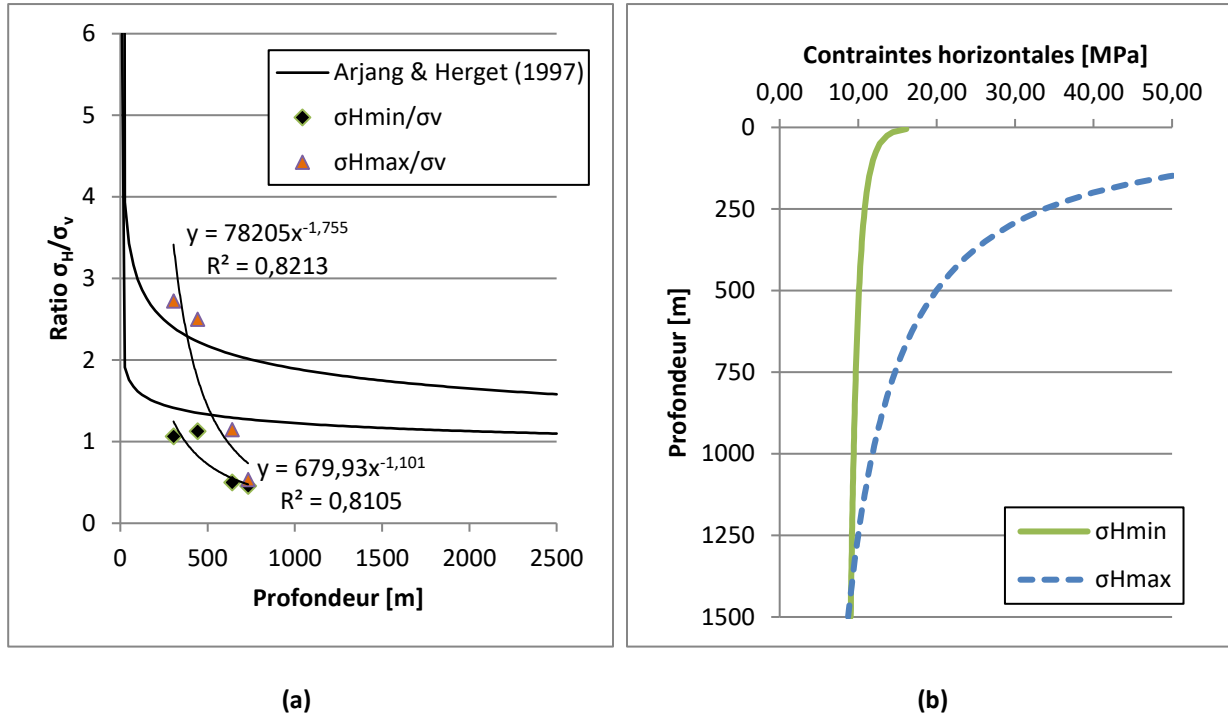 6
5
4
3
2
1
0
Ratio σH/σv
Arjang & Herget (1997)
σHmin/σv
σHmax/σv
y = 78205x-1,755
R² = 0,8213
y = 679,93x-1,101
R² = 0,8105
0 500 1000 1500 2000 2500
Profondeur [m]
(a)
Contraintes horizontales [MPa]
0,00 10,00 20,00 30,00 40,00 50,00
0
250
500
750
1000
1250
1500
Profondeur [m]
σHmin
σHmax
(b)